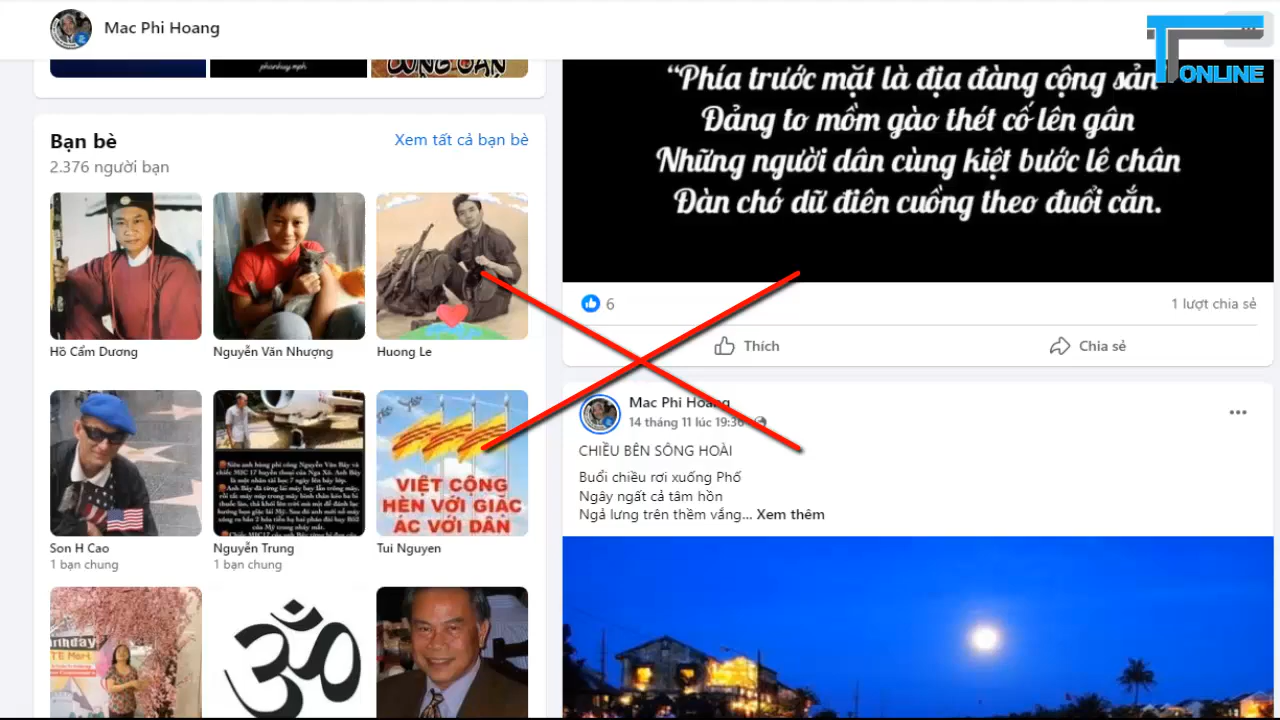 Mac Phi Hoang
ONLINE
phanhuy.mph
Bạn bè
Xem tất cả bạn bè
2.376 người bạn
Hồ Cẩm Dương
Nguyễn Văn Nhượng
Huong Le
Son H Cao
1 bạn chung
Nguyễn Trung
1 bạn chung
VIỆT CỘNG
HÈN VỚI GIẶC
ÁC VỚI DÂN
Tui Nguyen
“Phía trước mặt là địa đàng cộng sản
Đảng to mồm gào thét cố lên gân
Những người dân cùng kiệt bước lê chân
Đàn chó dữ điên cuồng theo đuổi cắn.
6
1 lượt chia sẻ
Thích
Chia sẻ
Mac Phi Hoang
14 tháng 11 lúc 19:36
CHIỀU BÊN SÔNG HOÀI
Buổi chiều rơi xuống Phố
Ngây ngất cả tâm hồn
Ngả lưng trên thềm vắng... Xem thêm